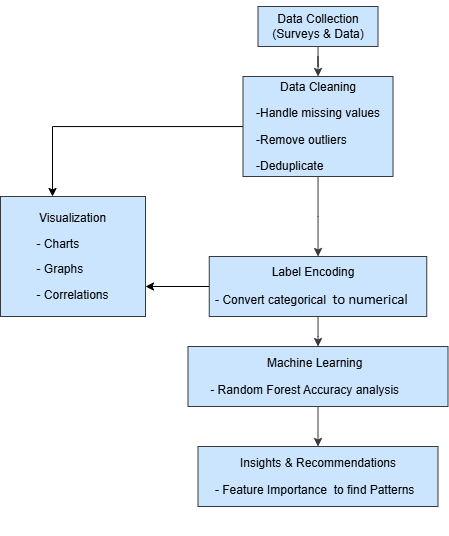 Data Collection
(Surveys & Data)
Data Cleaning
-Handle missing values
-Remove outliers
-Deduplicate
Visualization
- Charts
- Graphs
- Correlations
Label Encoding
- Convert categorical to numerical
Machine Learning
- Random Forest Accuracy analysis
Insights & Recommendations
- Feature Importance to find Patterns